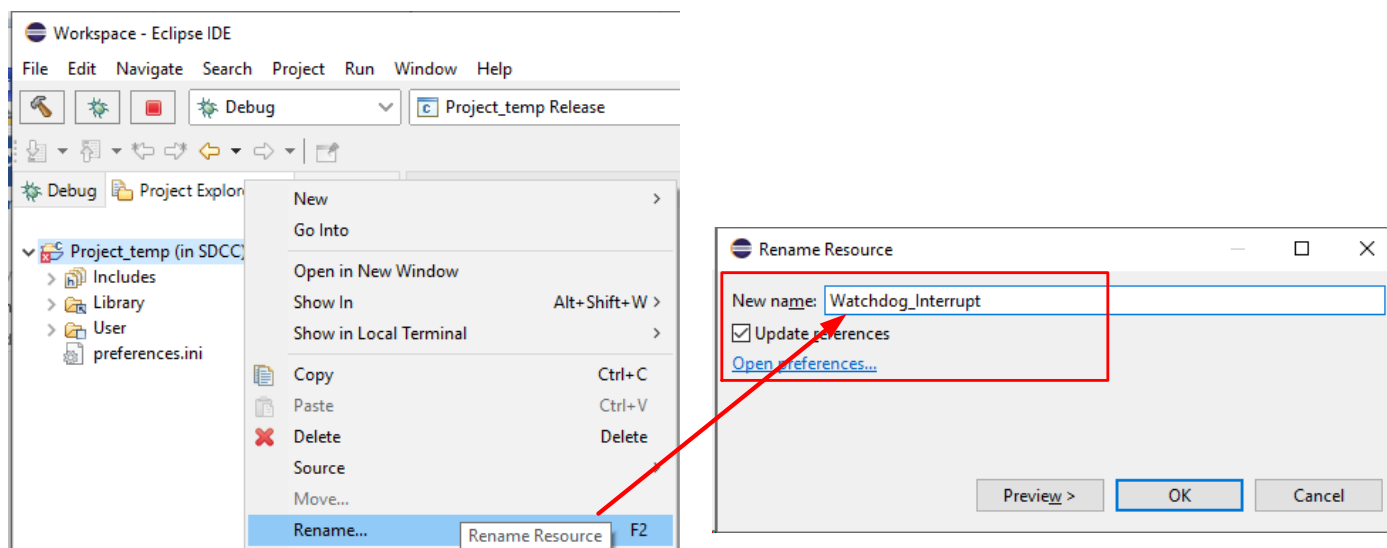 Workspace - Eclipse IDE
File Edit Navigate Search Project Run Window Help
Debug
Project_temp Release
Debug
Project Explor
Project_temp (in SDCC)
Includes
Library
User
preferences.ini
New
Go Into
Open in New Window
Show In Alt+Shift+W
Show in Local Terminal
Copy Ctrl+C
Paste Ctrl+V
Delete Delete
Source
Move...
Rename... F2
Rename Resource
Rename Resource
New name: Watchdog_Interrupt
Update references
Open preferences...
Preview > OK Cancel